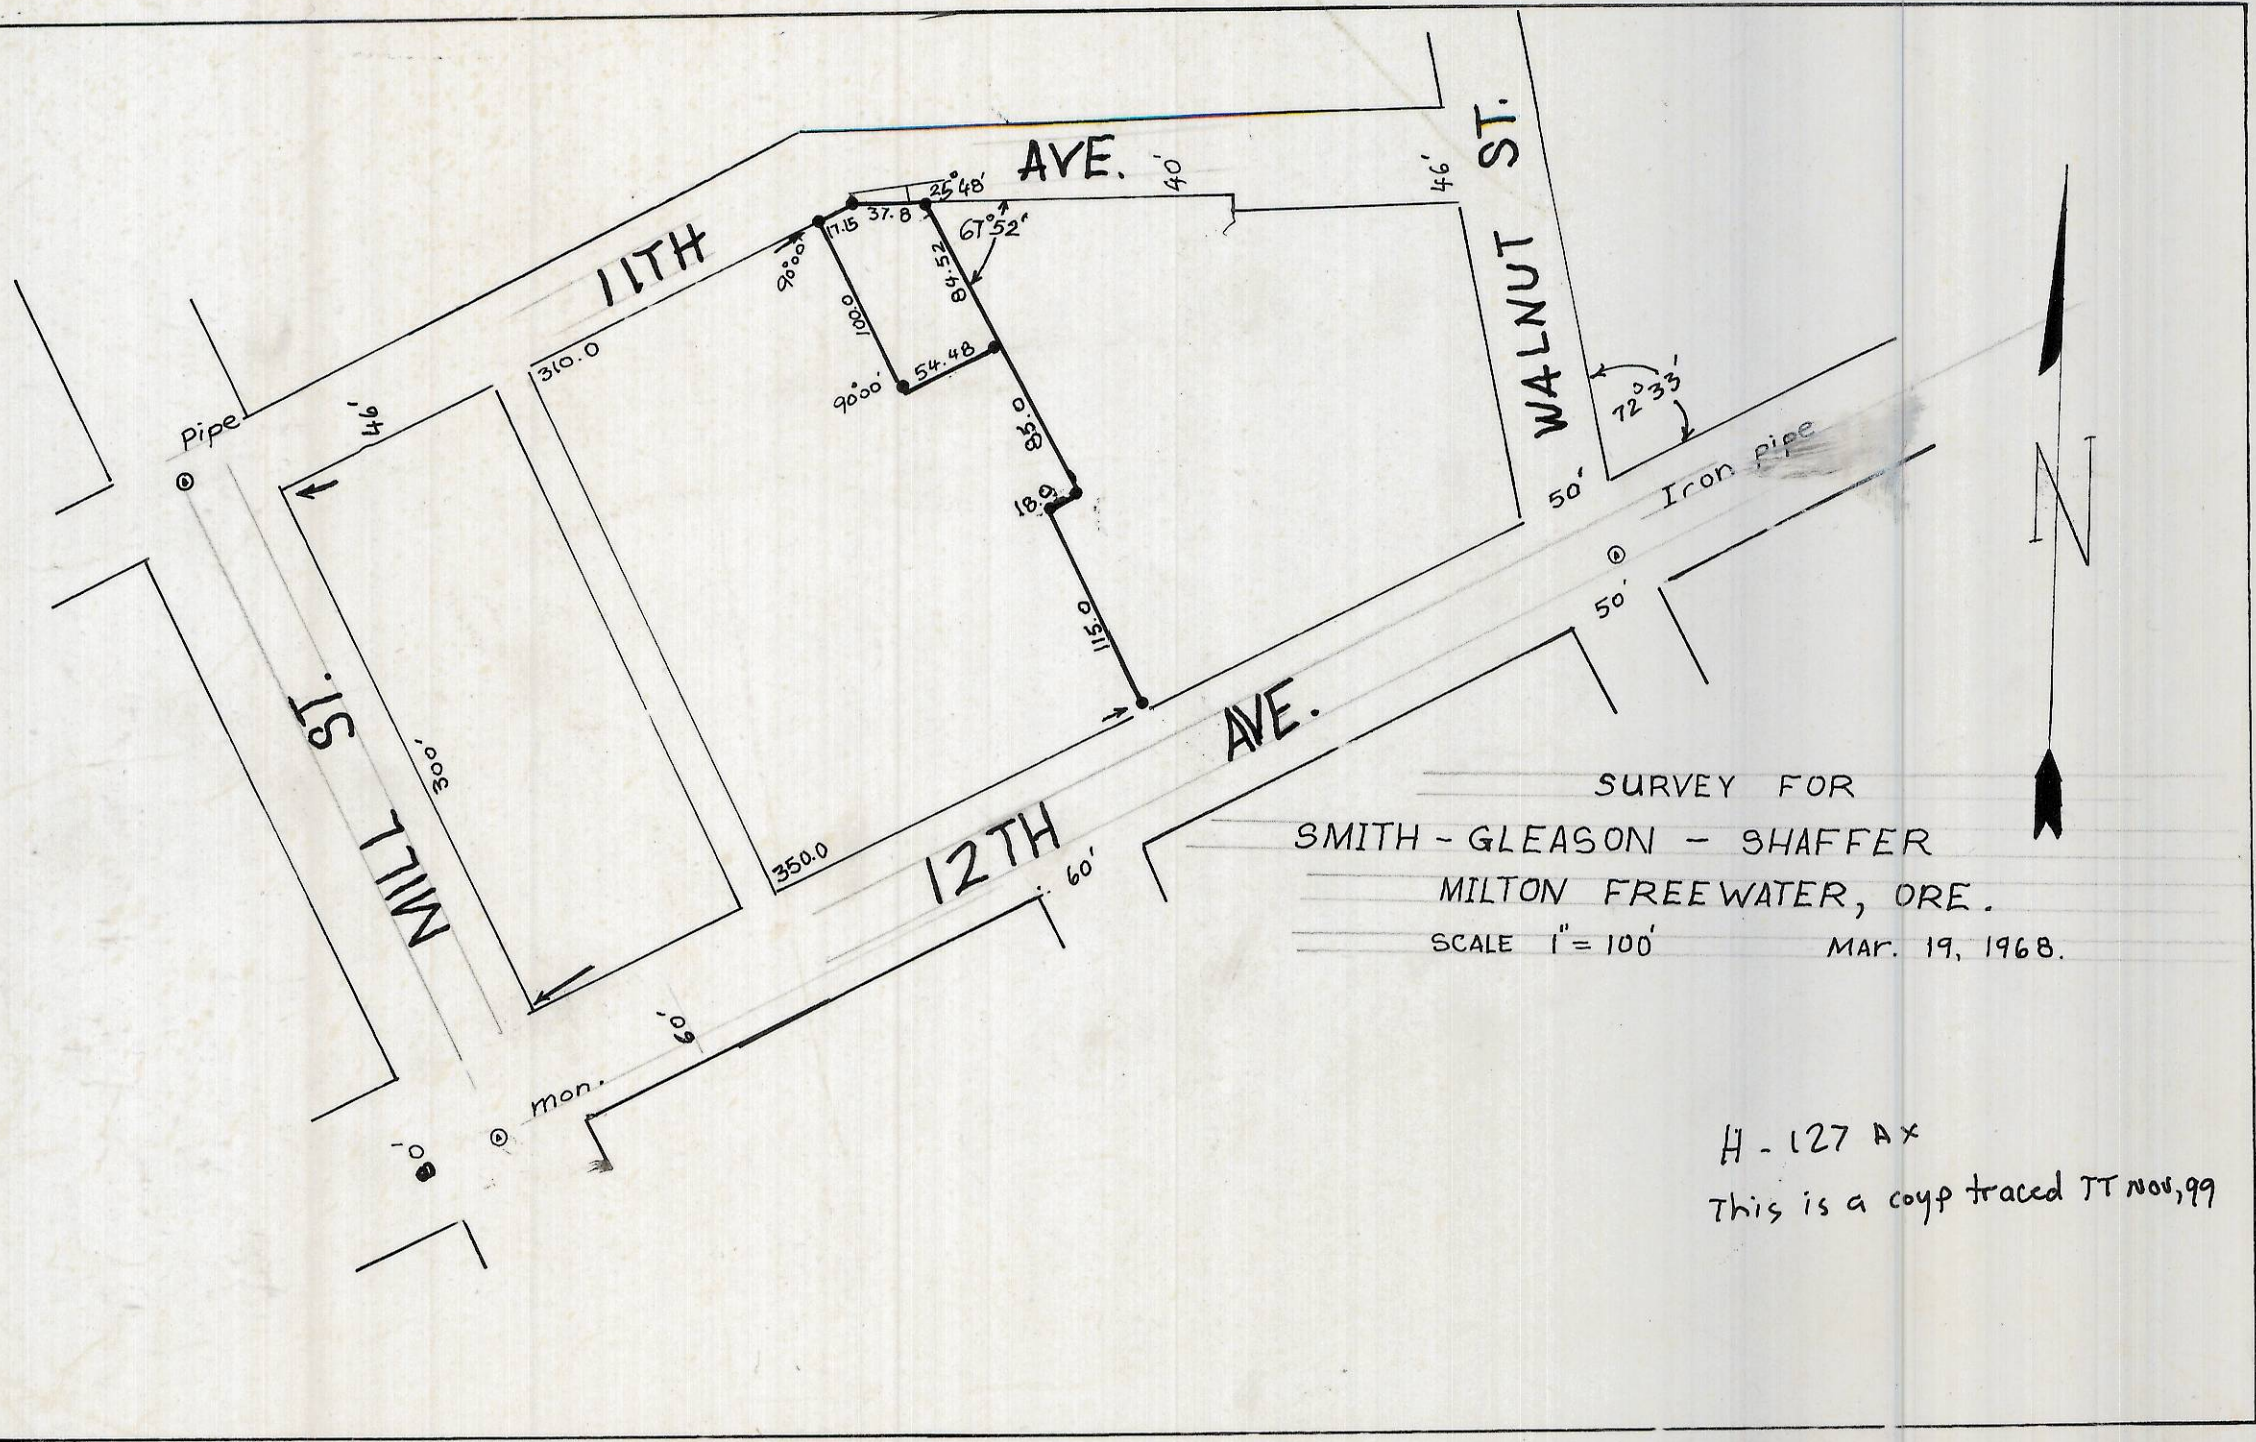 AVE.
40'
46'
WALNUT ST.
25°48'
37.8
17.15
67°52'
84.52
11TH
90°00'
100.0
310.0
54.48
90°00'
46'
Pipe
85.0
72°33'
18.9
50'
Iron pipe
50'
115.0
MILL ST.
300'
AVE.
12TH
60'
350.0
60'
mon.
80'
N
SURVEY FOR
SMITH - GLEASON - SHAFFER
MILTON FREEWATER, ORE.
SCALE 1" = 100' Mar. 19, 1968.
H - 127 AX
This is a coyp traced TT Nov, 99